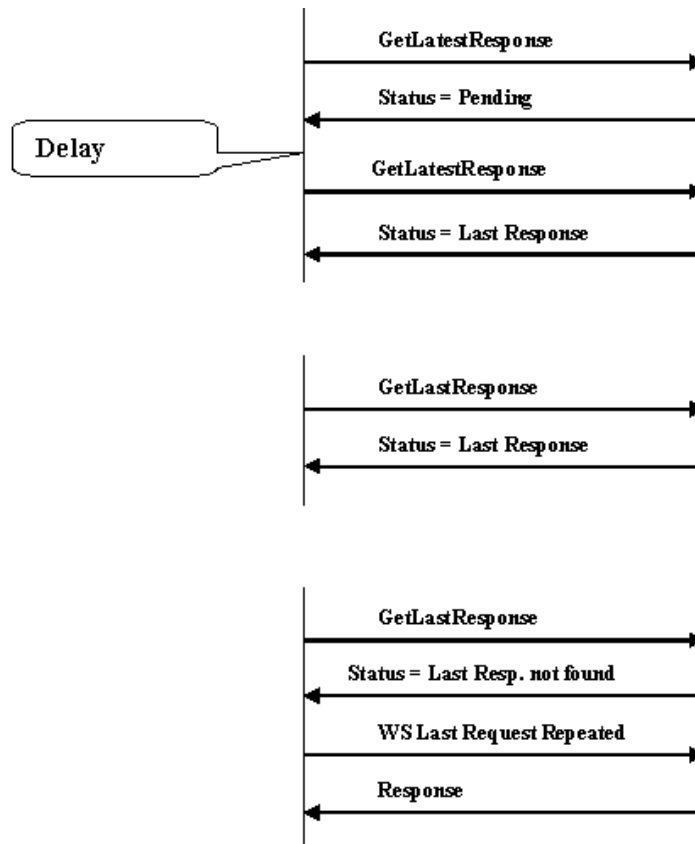 GetLatestResponse
Status = Pending
Delay
GetLatestResponse
Status = Last Response
GetLastResponse
Status = Last Response
GetLastResponse
Status = Last Resp. not found
WS Last Request Repeated
Response